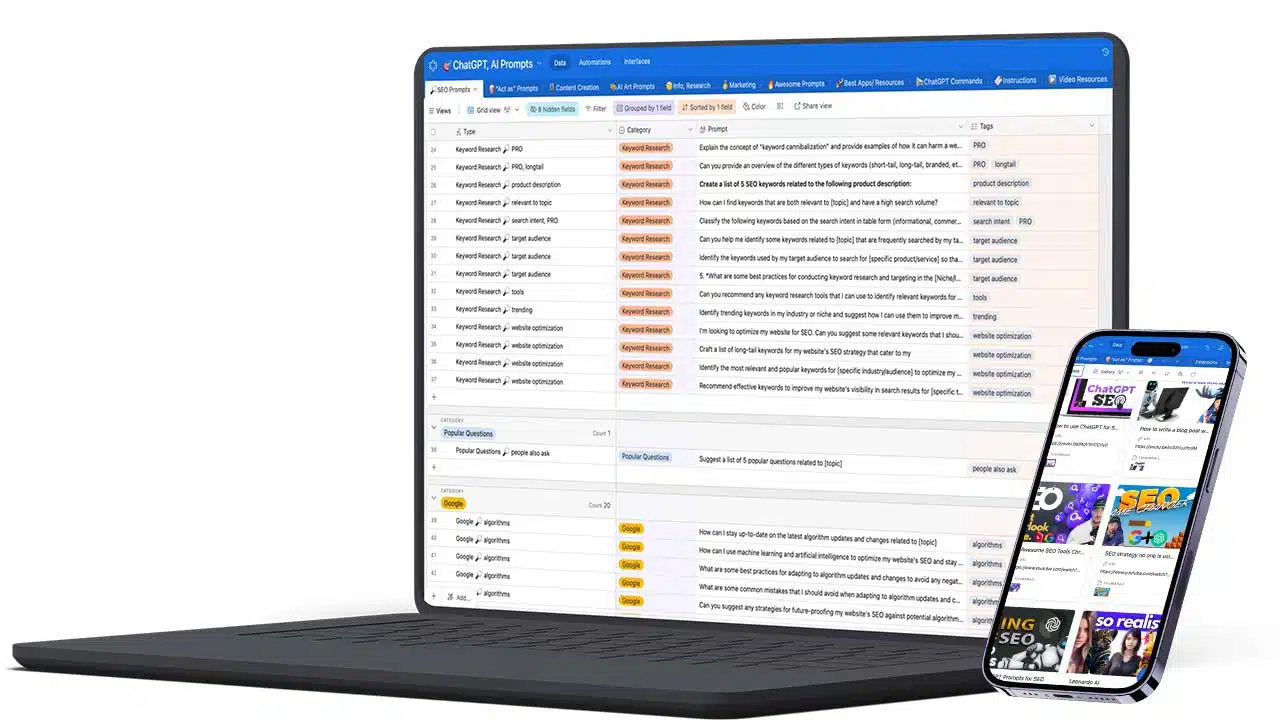 ChatGPT, AI Prompts Data Automations Interfaces
SEO Prompts "Act as" Prompts Content Creation AI Art Prompts Info, Research Marketing Awesome Prompts Best Apps/ Resources ChatGPT Commands Instructions Video Resources
Views Grid view 8 hidden fields Filter Grouped by 1 field Sorted by 1 field Color Share view
Type Category Prompt Tags
24 Keyword Research PRO Keyword Research Explain the concept of "keyword cannibalization" and provide examples of how it can harm a we... PRO
25 Keyword Research PRO, longtail Keyword Research Can you provide an overview of the different types of keywords (short-tail, long-tail, branded, et... PRO longtail
26 Keyword Research product description Keyword Research Create a list of 5 SEO keywords related to the following product description: product description
27 Keyword Research relevant to topic Keyword Research How can I find keywords that are both relevant to [topic] and have a high search volume? relevant to topic
28 Keyword Research search intent, PRO Keyword Research Classify the following keywords based on the search intent in table form (informational, commer... search intent PRO
29 Keyword Research target audience Keyword Research Can you help me identify some keywords related to [topic] that are frequently searched by my ta... target audience
30 Keyword Research target audience Keyword Research Identify the keywords used by my target audience to search for [specific product/service] so tha... target audience
31 Keyword Research target audience Keyword Research 5. "What are some best practices for conducting keyword research and targeting in the [Niche/I... target audience
32 Keyword Research tools Keyword Research Can you recommend any keyword research tools that I can use to identify relevant keywords for ... tools
33 Keyword Research trending Keyword Research Identify trending keywords in my industry or niche and suggest how I can use them to improve m... trending
34 Keyword Research website optimization Keyword Research I'm looking to optimize my website for SEO. Can you suggest some relevant keywords that I shou... website optimization
35 Keyword Research website optimization Keyword Research Craft a list of long-tail keywords for my website's SEO strategy that cater to my website optimization
36 Keyword Research website optimization Keyword Research Identify the most relevant and popular keywords for [specific industry/audience] to optimize my ... website optimization
37 Keyword Research website optimization Keyword Research Recommend effective keywords to improve my website's visibility in search results for [specific t... website optimization
+
CATEGORY
Popular Questions Count 1
38 Popular Questions people also ask Popular Questions Suggest a list of 5 popular questions related to [topic] people also ask
+
CATEGORY
Google Count 20
39 Google algorithms Google How can I stay up-to-date on the latest algorithm updates and changes related to [topic] algorithms
40 Google algorithms Google How can I use machine learning and artificial intelligence to optimize my website's SEO and stay ... algorithms
41 Google algorithms Google What are some best practices for adapting to algorithm updates and changes to avoid any negat... algorithms
42 Google algorithms Google What are some common mistakes that I should avoid when adapting to algorithm updates and c... algorithms
+ Add... algorithms Google Can you suggest any strategies for future-proofing my website's SEO against potential algorithm...
Data
Prompts "Act as" Prompts Extensions
Gallery
ChatGPT
SEO
to use ChatGPT for S...
How to write a blog post w...
SEO
Awesome SEO Tools Chr...
SEO strategy no one is usi...
ING
SEO
so realis
PT Prompts for SEO
Leonardo AI